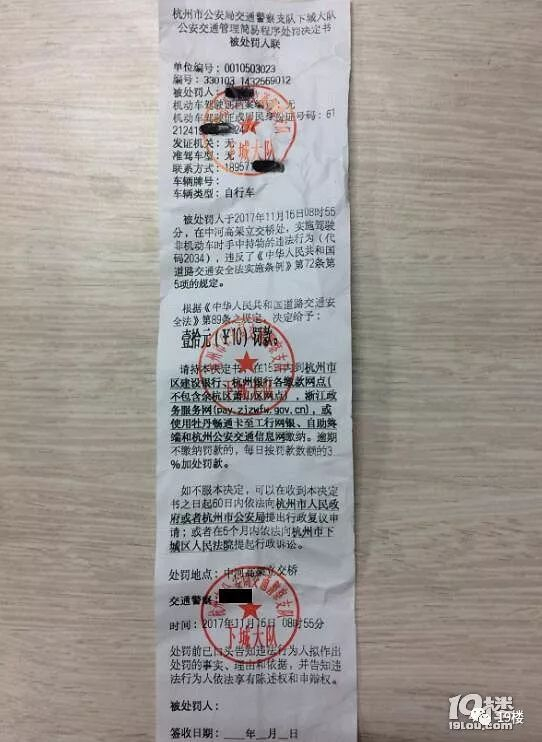 杭州市公安局交通警察支队下城大队
公安交通管理简易程序处罚决定书
被处罚人联
单位编号：0010503023
编号：330103 1432569012
被处罚人：
机动车驾驶证档案编号：无
机动车驾驶证或居民身份证号码：61
21241
发证机关：无
准驾车型：无
联系方式：18957
车辆牌号：
车辆类型：自行车
被处罚人于2017年11月16日08时55
分，在中河高架立交桥处，实施驾驶
非机动车时手中持物的违法行为（代
码2034），违反了《中华人民共和国
道路交通安全法实施条例》第72条第
5项的规定。
根据《中华人民共和国道路交通安
全法》第89条之规定，决定给予：
壹拾元（￥10）罚款。
请持本决定书，在15日内到杭州市
区建设银行、杭州银行各缴款网点（
不包含余杭区萧山区网点），浙江政
务服务网(pay.zjzwfw.gov.cn)，或
使用牡丹畅通卡至工行网银、自助终
端和杭州公安交通信息网缴纳。逾期
不缴纳罚款的，每日按罚款数额的3
%加处罚款。
如不服本决定，可以在收到本决定
书之日起60日内依法向杭州市人民政
府或者杭州市公安局提出行政复议申
请；或者在6个月内依法向杭州市下
城区人民法院提起行政诉讼。
处罚地点：中河高架立交桥
交通警察：
时间：2017年11月16日 08时55分
处罚前已口头告知违法行为人拟作出
处罚的事实、理由和依据，并告知违
法行为人依法享有陈述权和申辩权。
被处罚人：
签收日期：____年__月__日
下城大队
下城大队
下城大队
10楼
19lou.com
19楼